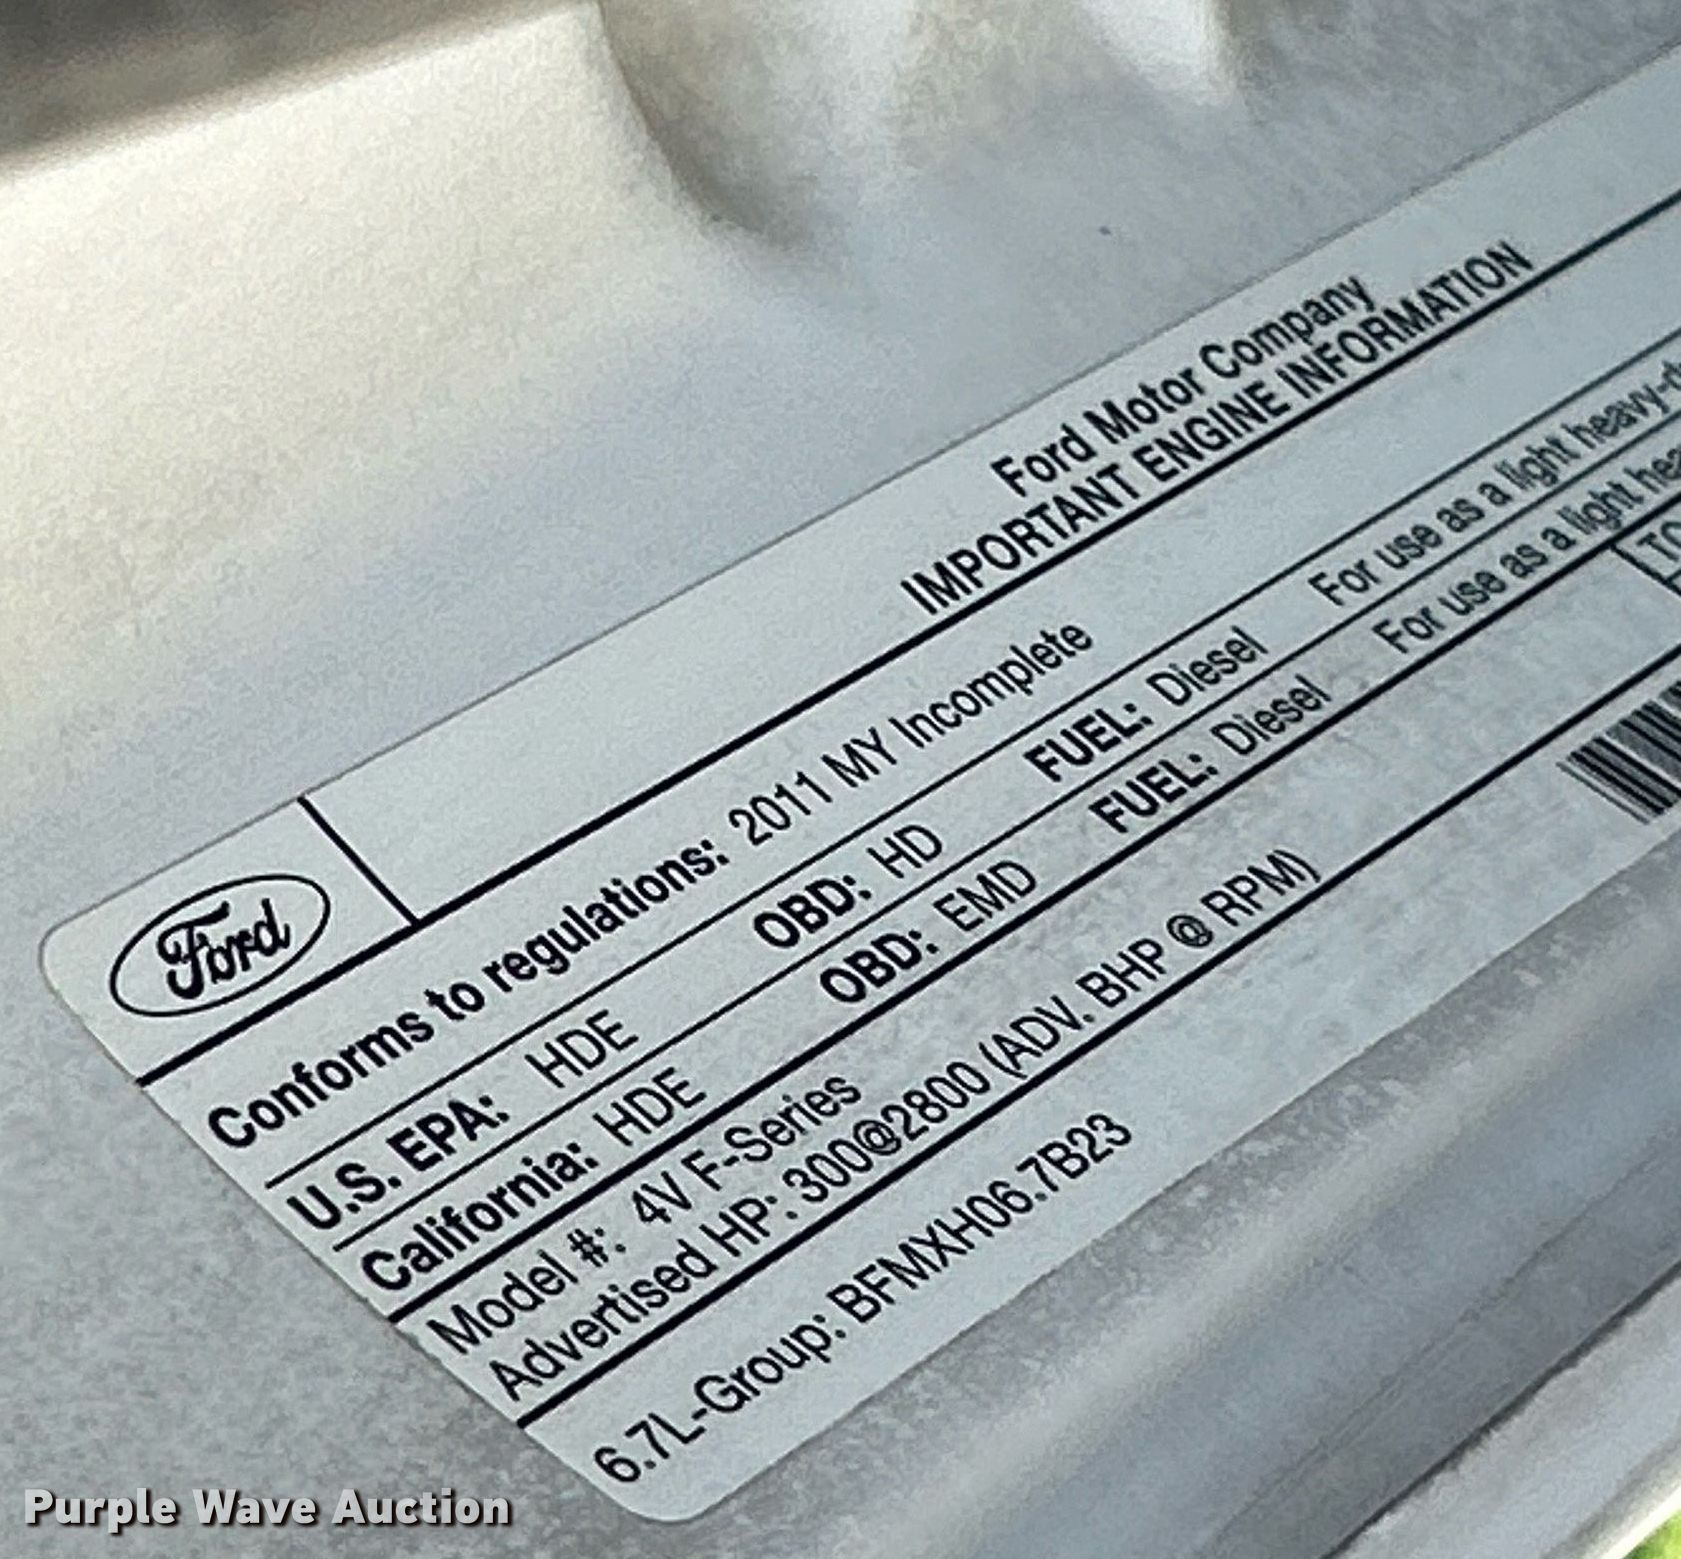 Ford
Ford Motor Company
IMPORTANT ENGINE INFORMATION
Conforms to regulations: 2011 MY Incomplete
U.S. EPA: HDE OBD: HD FUEL: Diesel For use as a light heavy-d
California: HDE OBD: EMD FUEL: Diesel For use as a light hea
Model #: 4V F-Series
Advertised HP: 300@2800 (ADV. BHP @ RPM)
6.7L-Group: BFMXH06.7B23
Purple Wave Auction